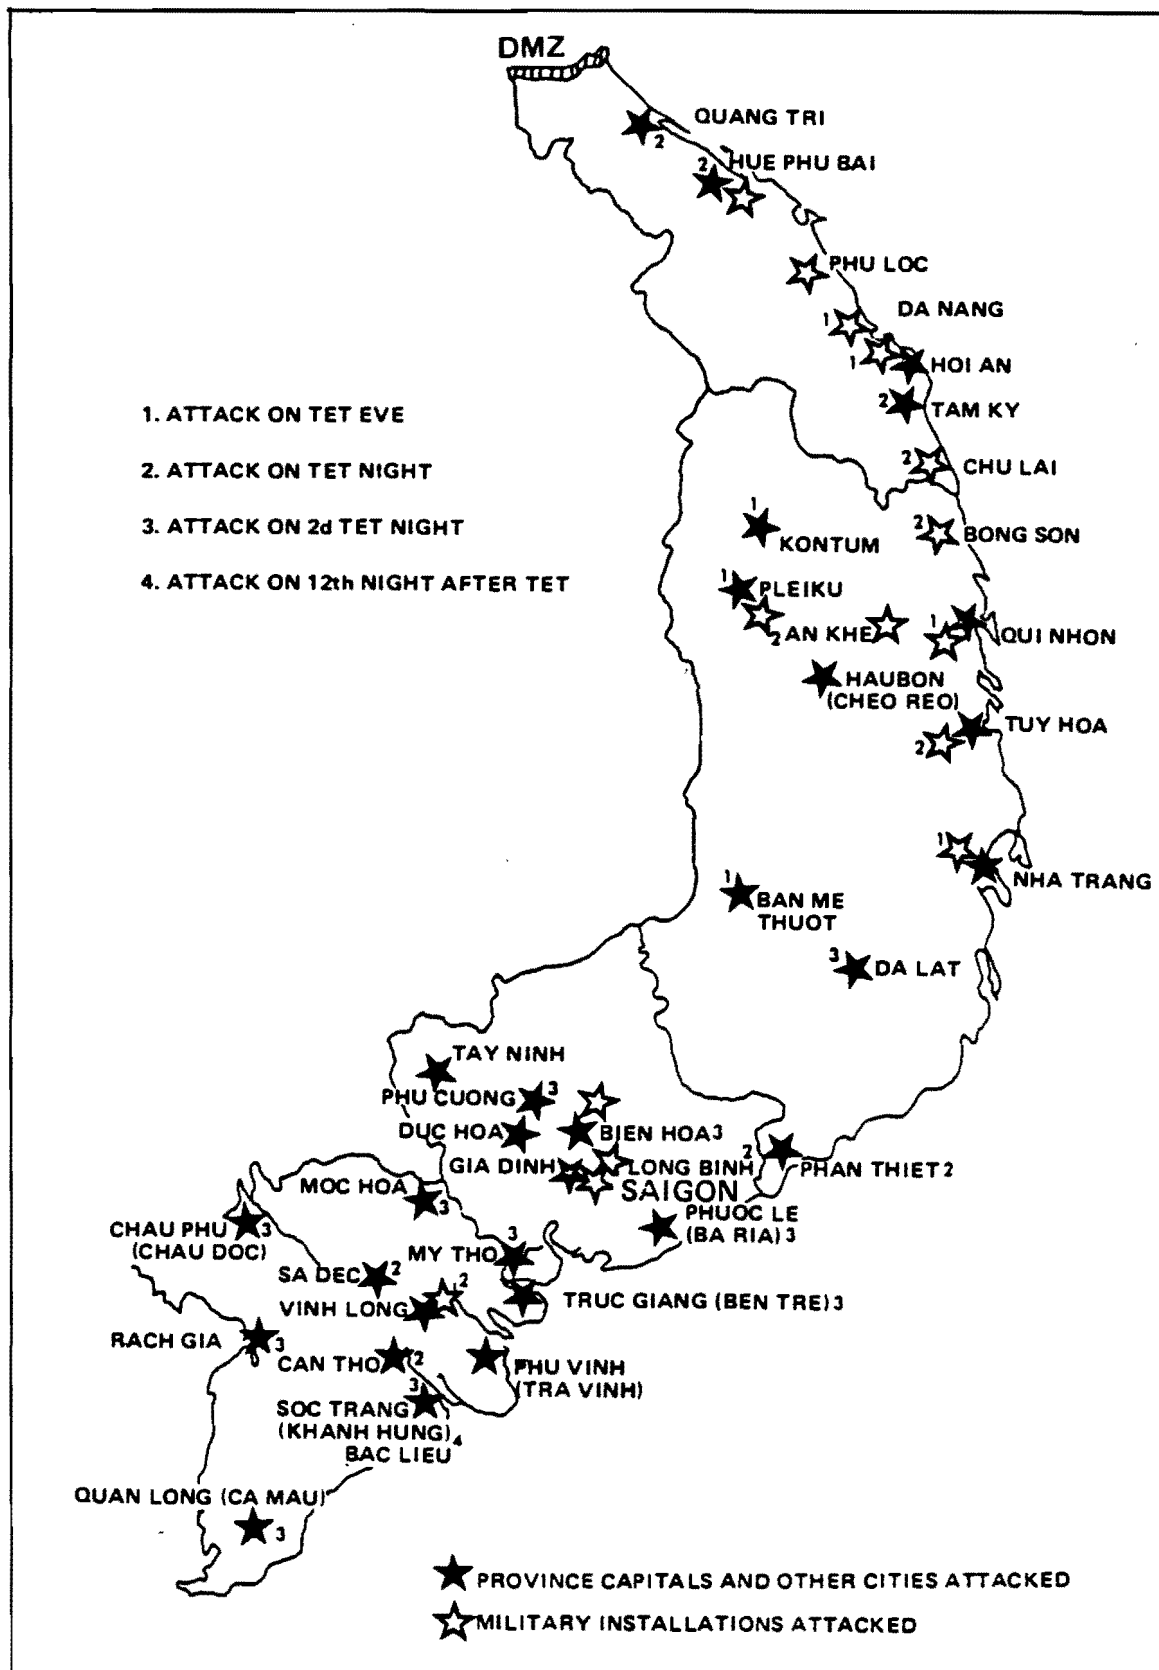 DMZ
QUANG TRI
2
2
HUE PHU BAI
PHU LOC
DA NANG
1
1
HOI AN
2
TAM KY
2
CHU LAI
1. ATTACK ON TET EVE
2. ATTACK ON TET NIGHT
3. ATTACK ON 2d TET NIGHT
4. ATTACK ON 12th NIGHT AFTER TET
1
KONTUM
2
BONG SON
1
PLEIKU
2
AN KHE
1
QUI NHON
HAUBON
(CHEO REO)
TUY HOA
2
1
NHA TRANG
1
BAN ME
THUOT
3
DA LAT
TAY NINH
PHU CUONG
3
DUC HOA
BIEN HOA 3
GIA DINH
LONG BINH
2
PHAN THIET 2
SAIGON
MOC HOA
3
PHUOC LE
(BA RIA) 3
CHAU PHU
3
(CHAU DOC)
MY THO
3
SA DEC
2
2
VINH LONG
TRUC GIANG (BEN TRE) 3
RACH GIA
3
CAN THO
2
PHU VINH
(TRA VINH)
3
SOC TRANG
(KHANH HUNG)
4
BAC LIEU
QUAN LONG (CA MAU)
3
PROVINCE CAPITALS AND OTHER CITIES ATTACKED
MILITARY INSTALLATIONS ATTACKED